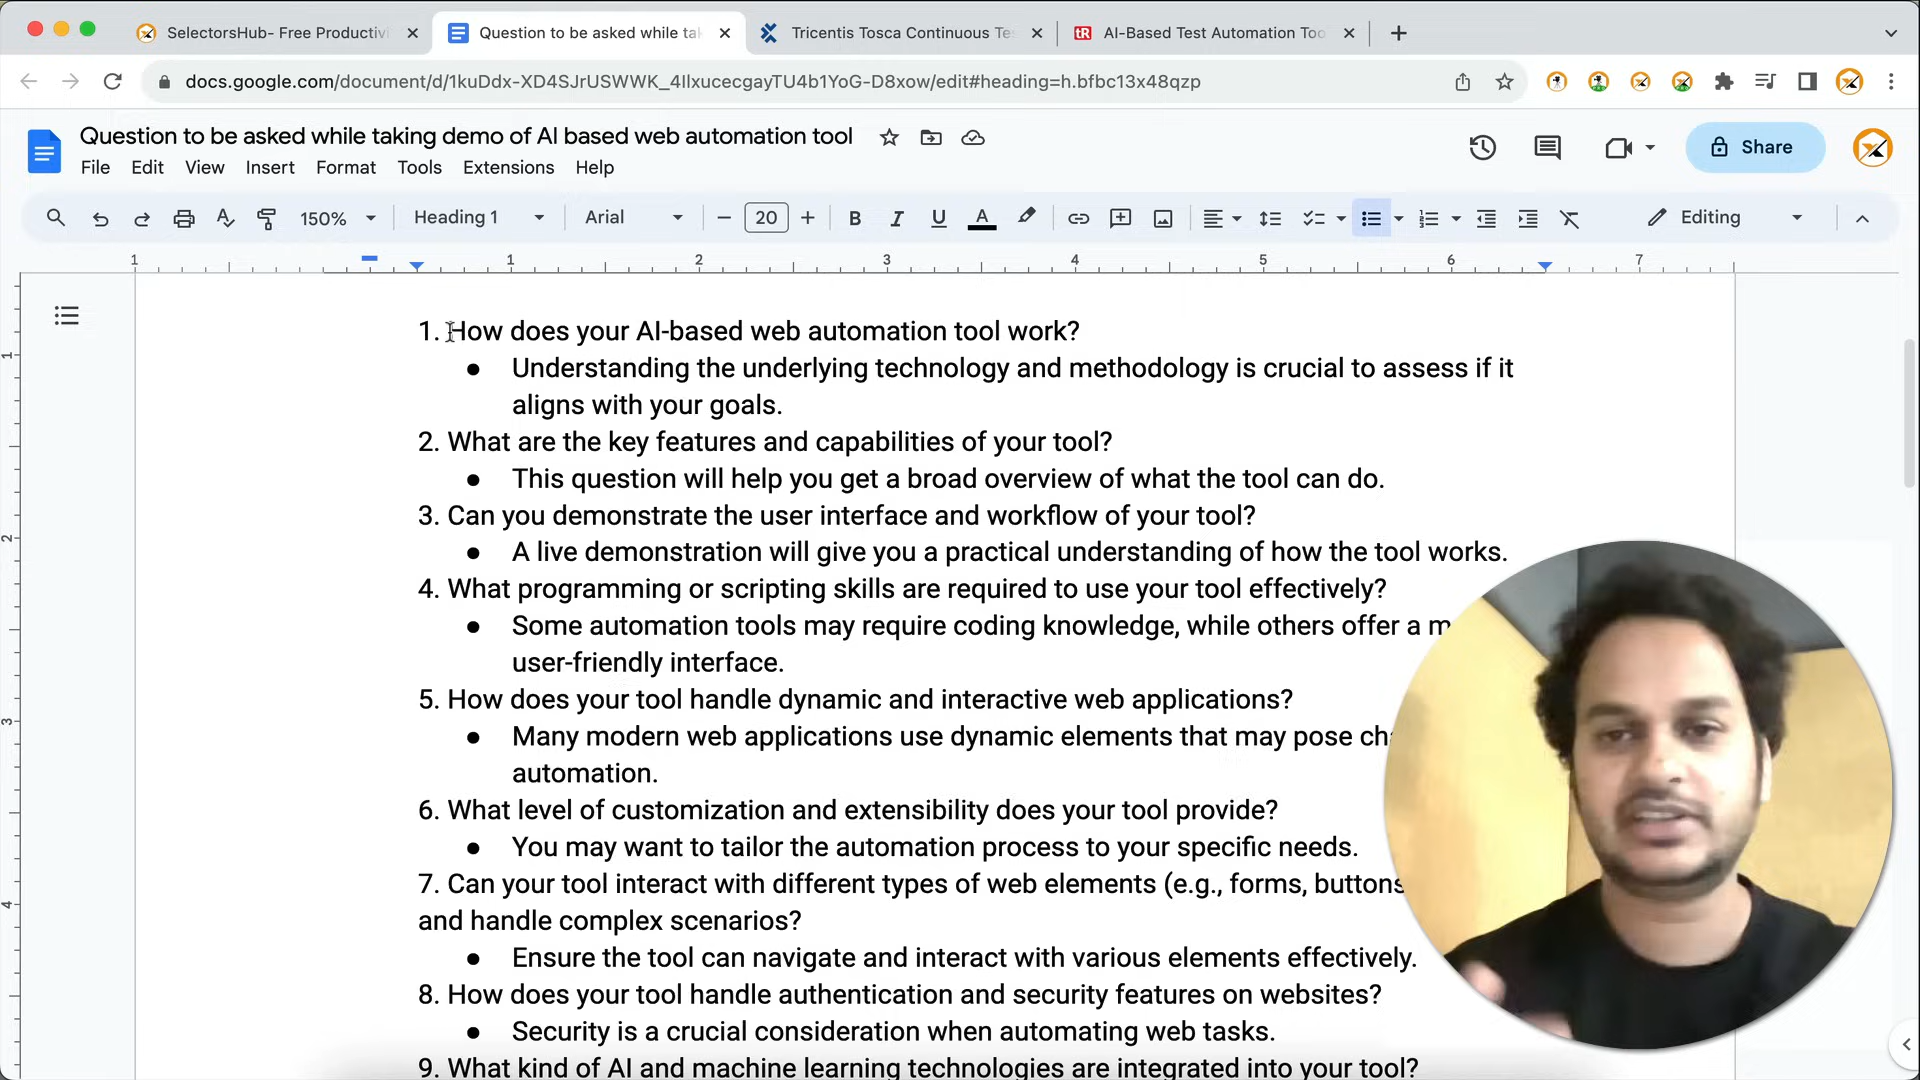 SelectorsHub- Free Productivi
Question to be asked while tak
Tricentis Tosca Continuous Te
AI-Based Test Automation Too
docs.google.com/document/d/1kuDdx-XD4SJrUSWWK_4IlxucecgayTU4b1YoG-D8xow/edit#heading=h.bfbc13x48qzp
Question to be asked while taking demo of AI based web automation tool
File Edit View Insert Format Tools Extensions Help
Share
150% Heading 1 Arial 20 Editing
1 1 2 3 4 5 6 7
1. How does your AI-based web automation tool work?
● Understanding the underlying technology and methodology is crucial to assess if it
aligns with your goals.
2. What are the key features and capabilities of your tool?
● This question will help you get a broad overview of what the tool can do.
3. Can you demonstrate the user interface and workflow of your tool?
● A live demonstration will give you a practical understanding of how the tool works.
4. What programming or scripting skills are required to use your tool effectively?
● Some automation tools may require coding knowledge, while others offer a m
user-friendly interface.
5. How does your tool handle dynamic and interactive web applications?
● Many modern web applications use dynamic elements that may pose cha
automation.
6. What level of customization and extensibility does your tool provide?
● You may want to tailor the automation process to your specific needs.
7. Can your tool interact with different types of web elements (e.g., forms, buttons
and handle complex scenarios?
● Ensure the tool can navigate and interact with various elements effectively.
8. How does your tool handle authentication and security features on websites?
● Security is a crucial consideration when automating web tasks.
9. What kind of AI and machine learning technologies are integrated into your tool?